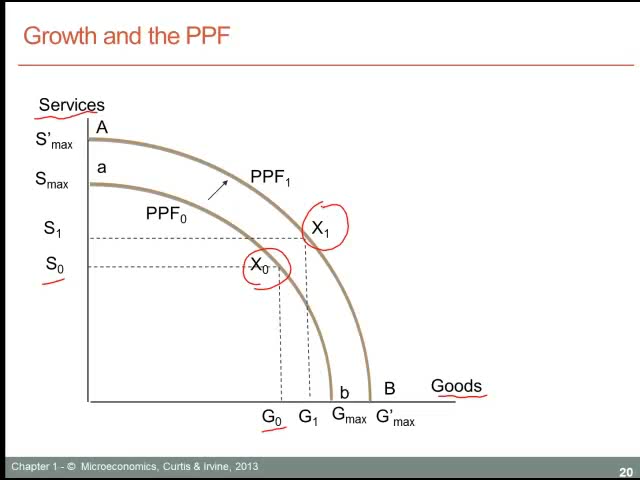 Growth and the PPF
Services
S'max
A
Smax
a
PPF1
PPF0
S1
X1
S0
X0
b
B
Goods
G0
G1
Gmax
G'max
Chapter 1 - © Microeconomics, Curtis & Irvine, 2013
20